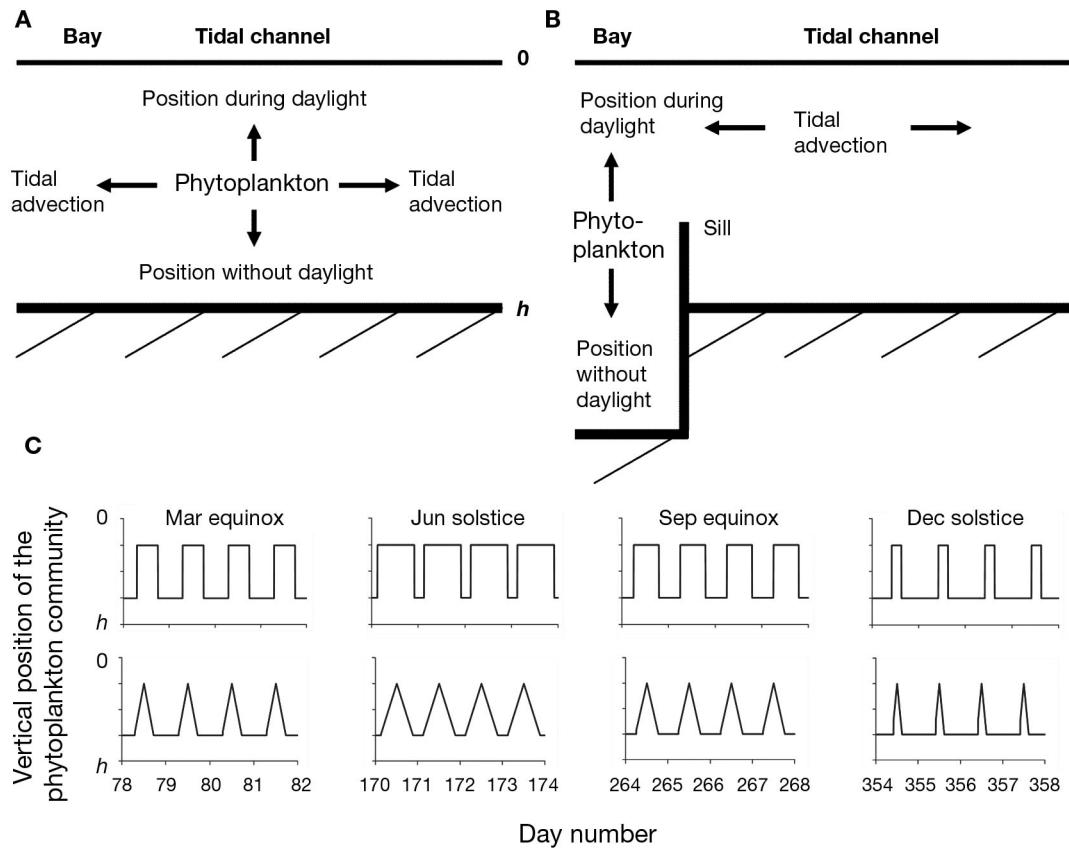 A
Bay Tidal channel
0
Position during daylight
Tidal
advection
Phytoplankton
Tidal
advection
Position without daylight
h
B
Bay Tidal channel
Position during
daylight
Tidal
advection
Phyto-
plankton
Sill
Position
without
daylight
C
Vertical position of the
phytoplankton community
0
h
Mar equinox
Jun solstice
Sep equinox
Dec solstice
0
h
78 79 80 81 82
170 171 172 173 174
264 265 266 267 268
354 355 356 357 358
Day number